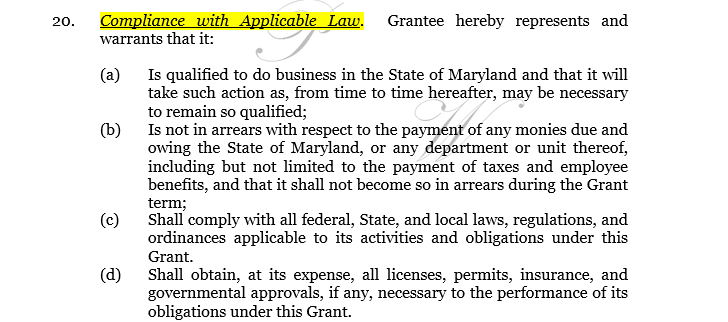 20. Compliance with Applicable Law. Grantee hereby represents and
warrants that it:
(a) Is qualified to do business in the State of Maryland and that it will
take such action as, from time to time hereafter, may be necessary
to remain so qualified;
(b) Is not in arrears with respect to the payment of any monies due and
owing the State of Maryland, or any department or unit thereof,
including but not limited to the payment of taxes and employee
benefits, and that it shall not become so in arrears during the Grant
term;
(c) Shall comply with all federal, State, and local laws, regulations, and
ordinances applicable to its activities and obligations under this
Grant.
(d) Shall obtain, at its expense, all licenses, permits, insurance, and
governmental approvals, if any, necessary to the performance of its
obligations under this Grant.